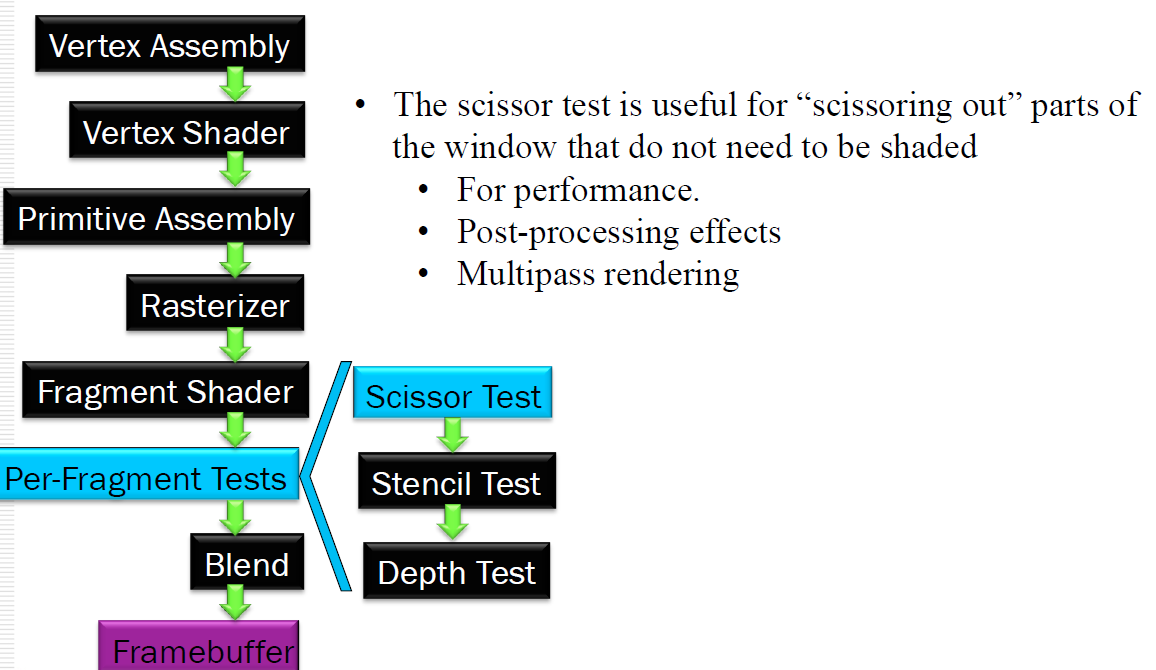 Vertex Assembly
Vertex Shader
Primitive Assembly
Rasterizer
Fragment Shader
Per-Fragment Tests
Blend
Framebuffer
• The scissor test is useful for “scissoring out” parts of
the window that do not need to be shaded
• For performance.
• Post-processing effects
• Multipass rendering
Scissor Test
Stencil Test
Depth Test